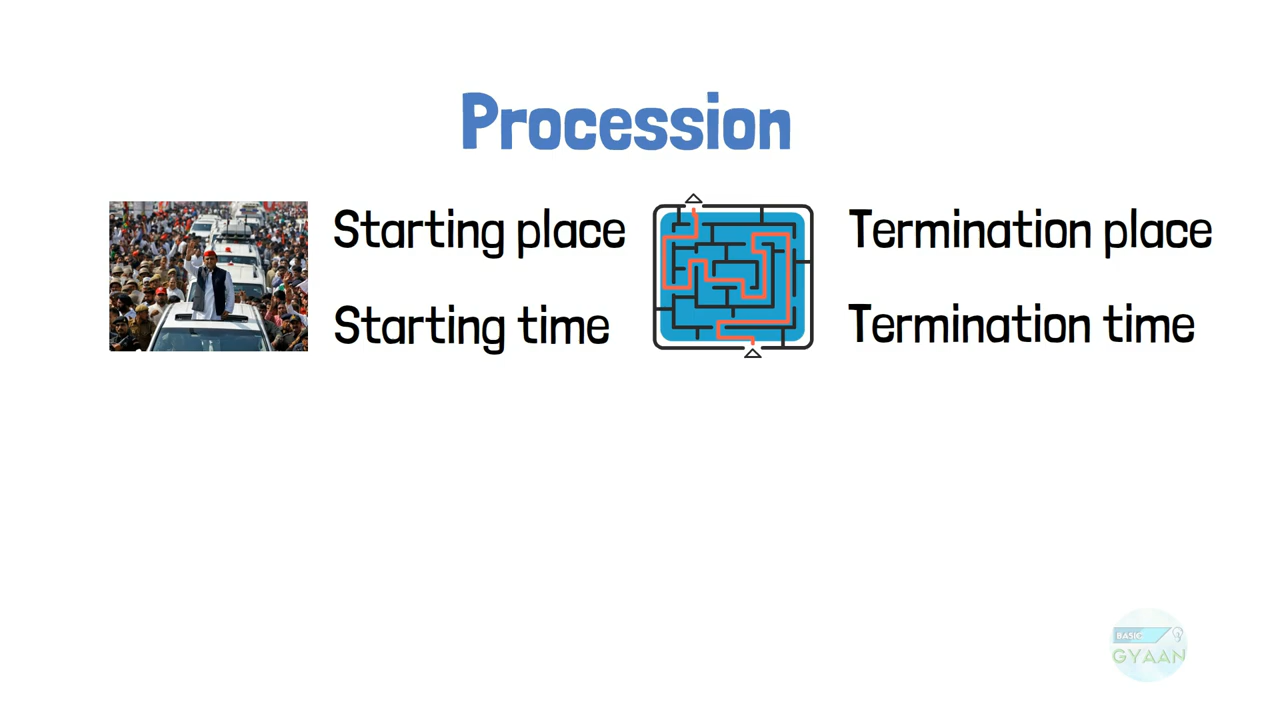 Procession
Starting place
Termination place
Starting time
Termination time
BASIC
GYAAN